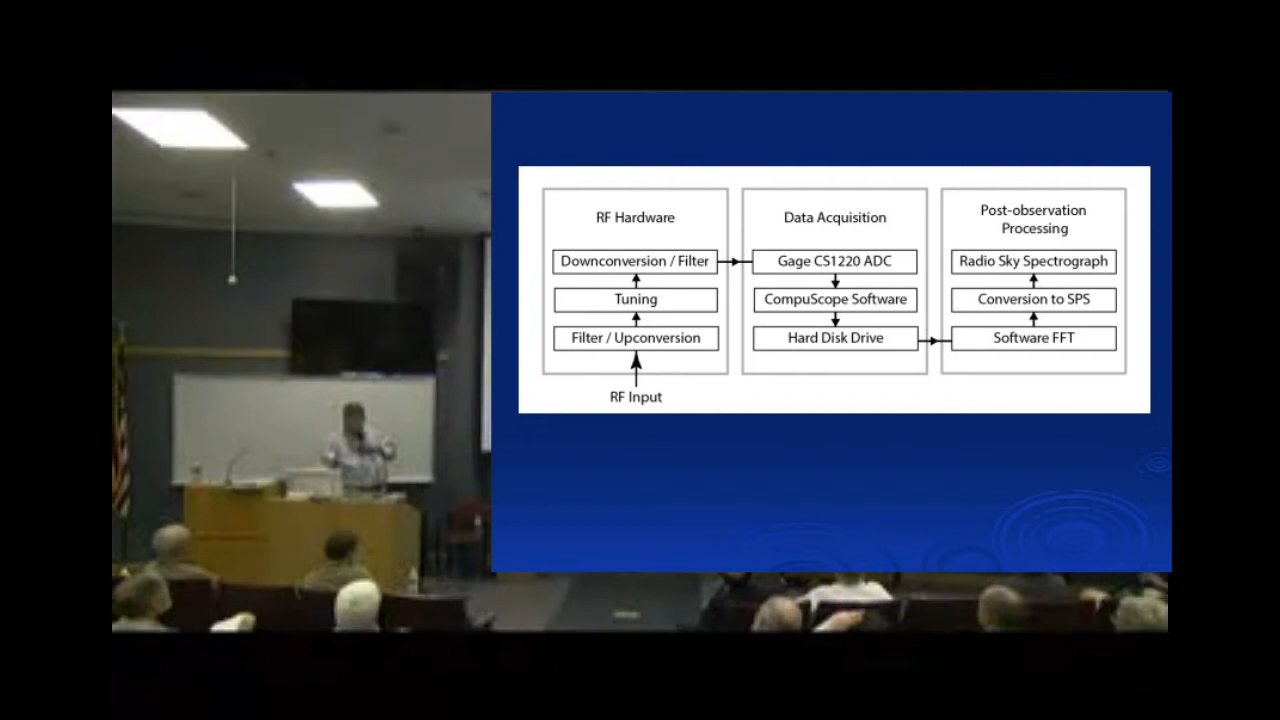 RF Hardware
Downconversion / Filter
Tuning
Filter / Upconversion
RF Input
Data Acquisition
Gage CS1220 ADC
CompuScope Software
Hard Disk Drive
Post-observation
Processing
Radio Sky Spectrograph
Conversion to SPS
Software FFT